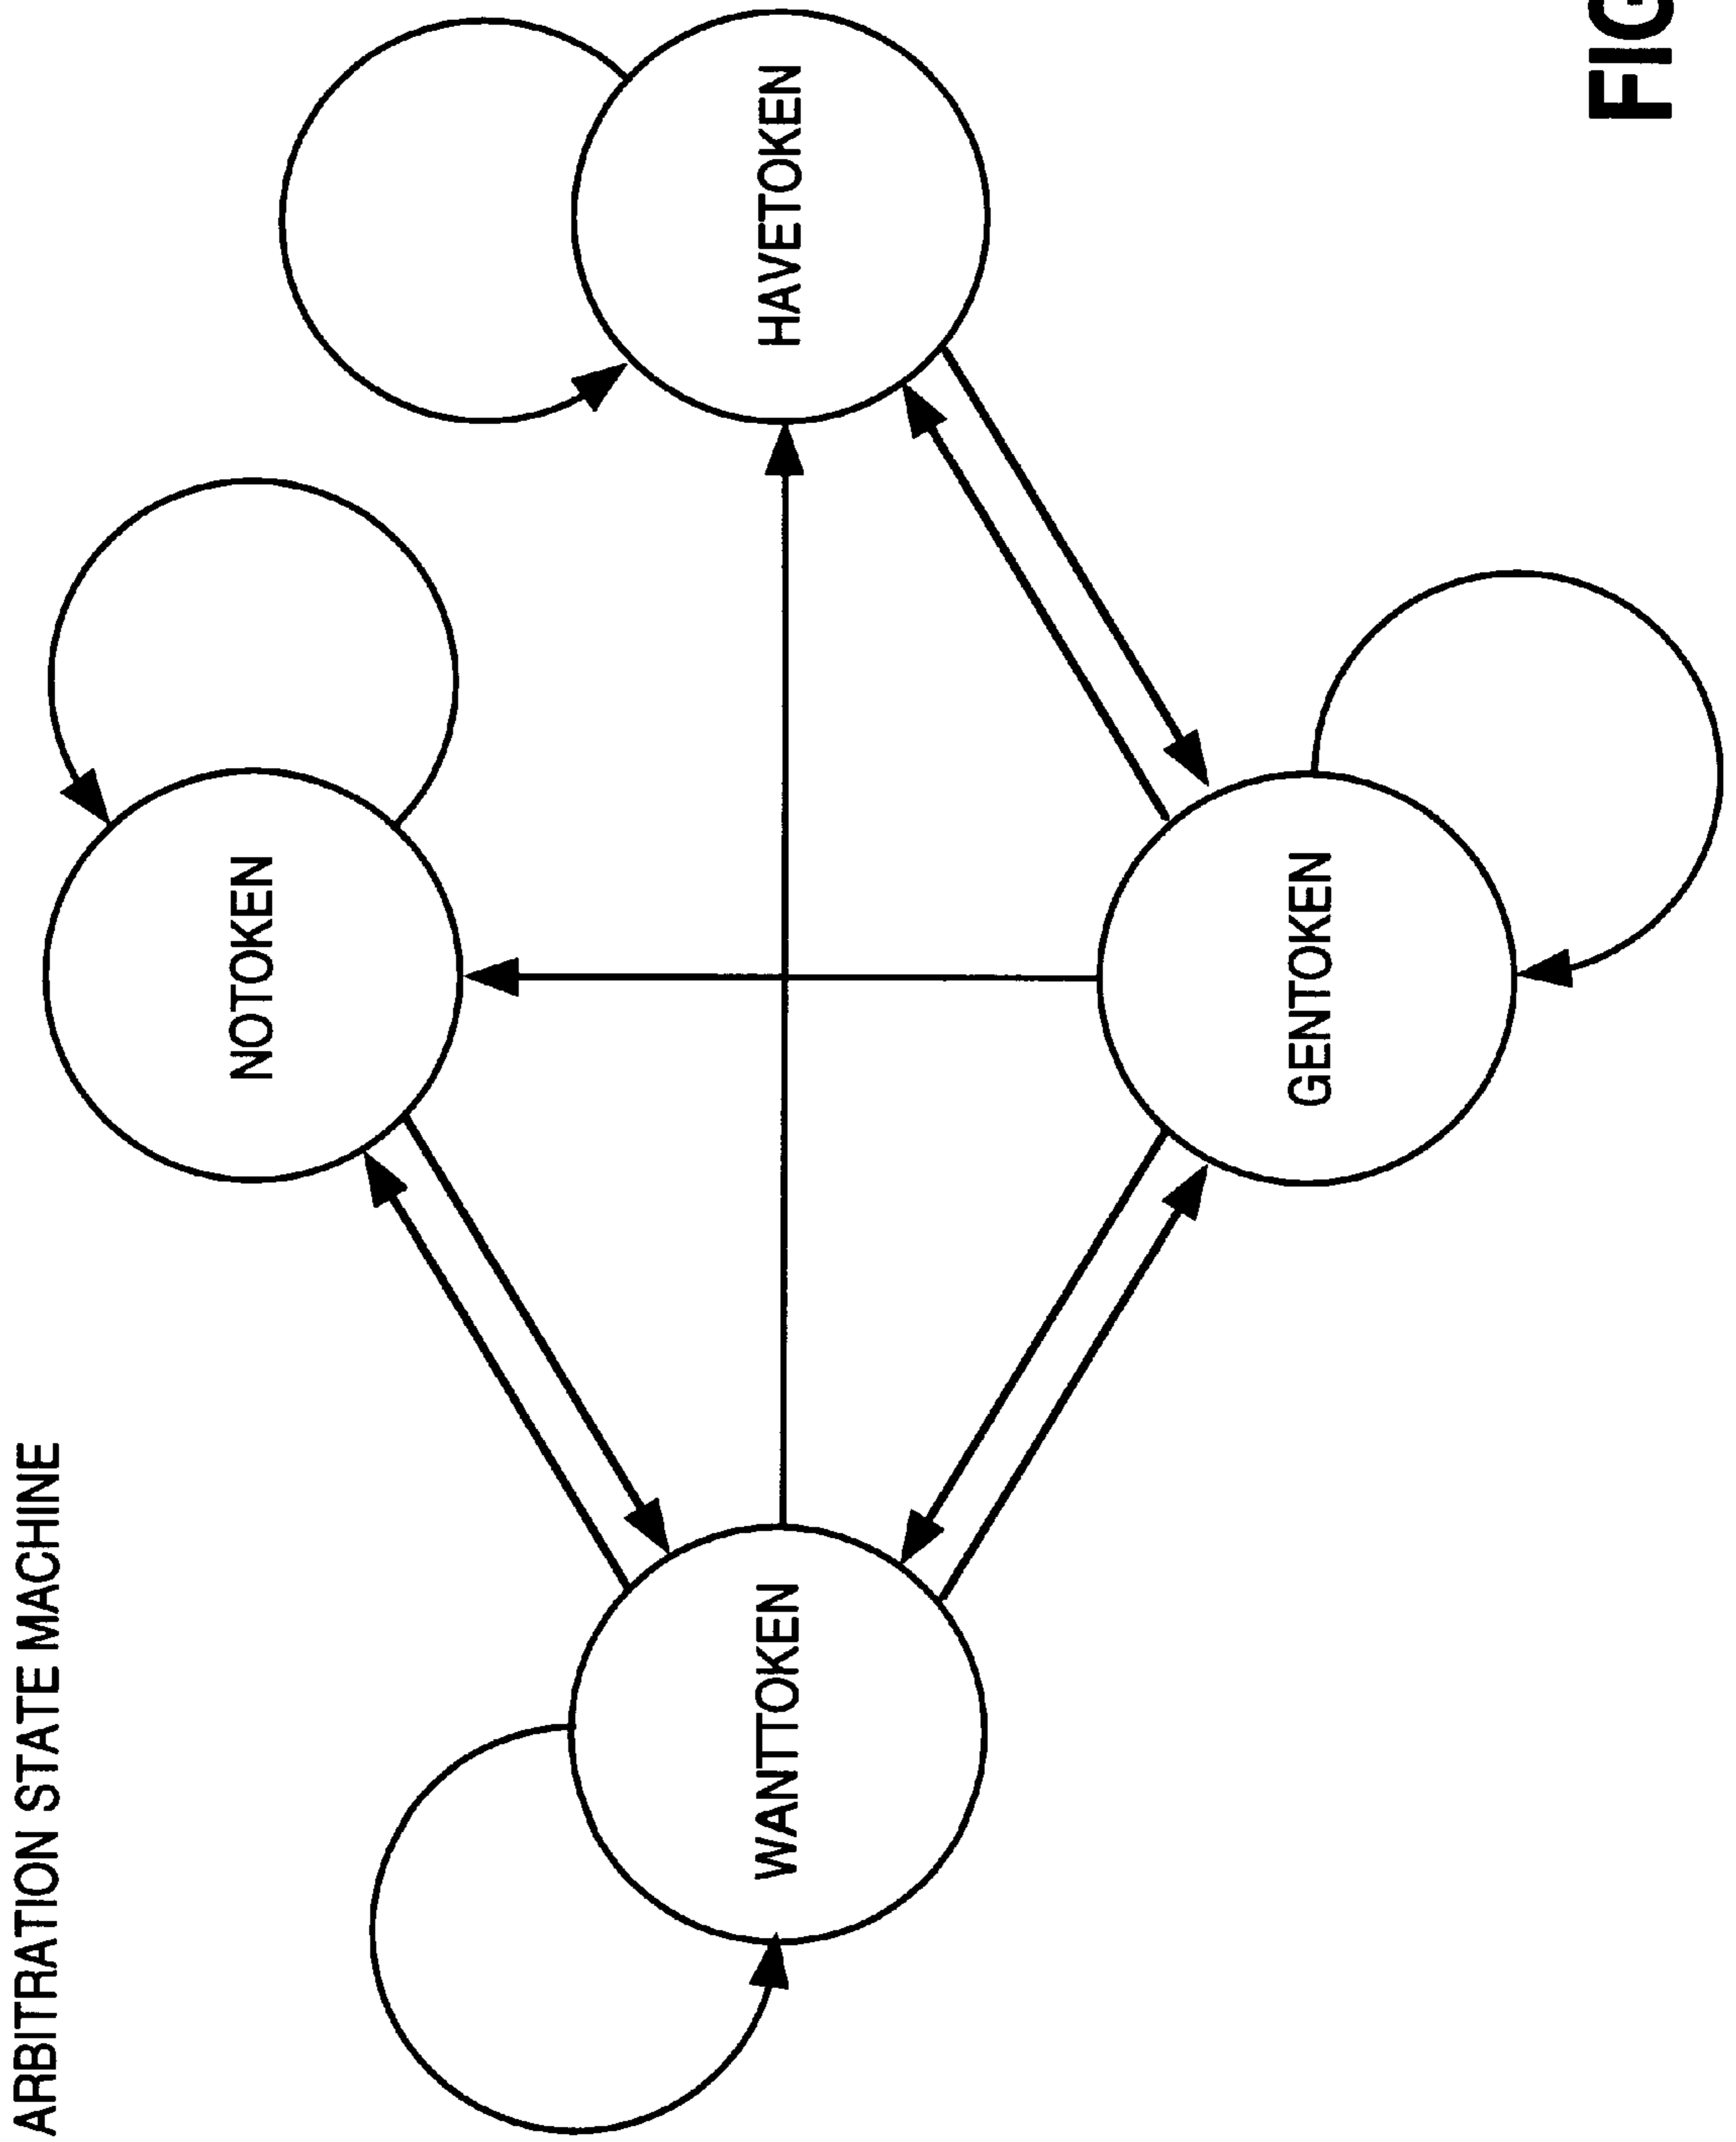 ARBITRATION STATE MACHINE
NOTOKEN
WANTTOKEN
HAVETOKEN
GENTOKEN
FIG